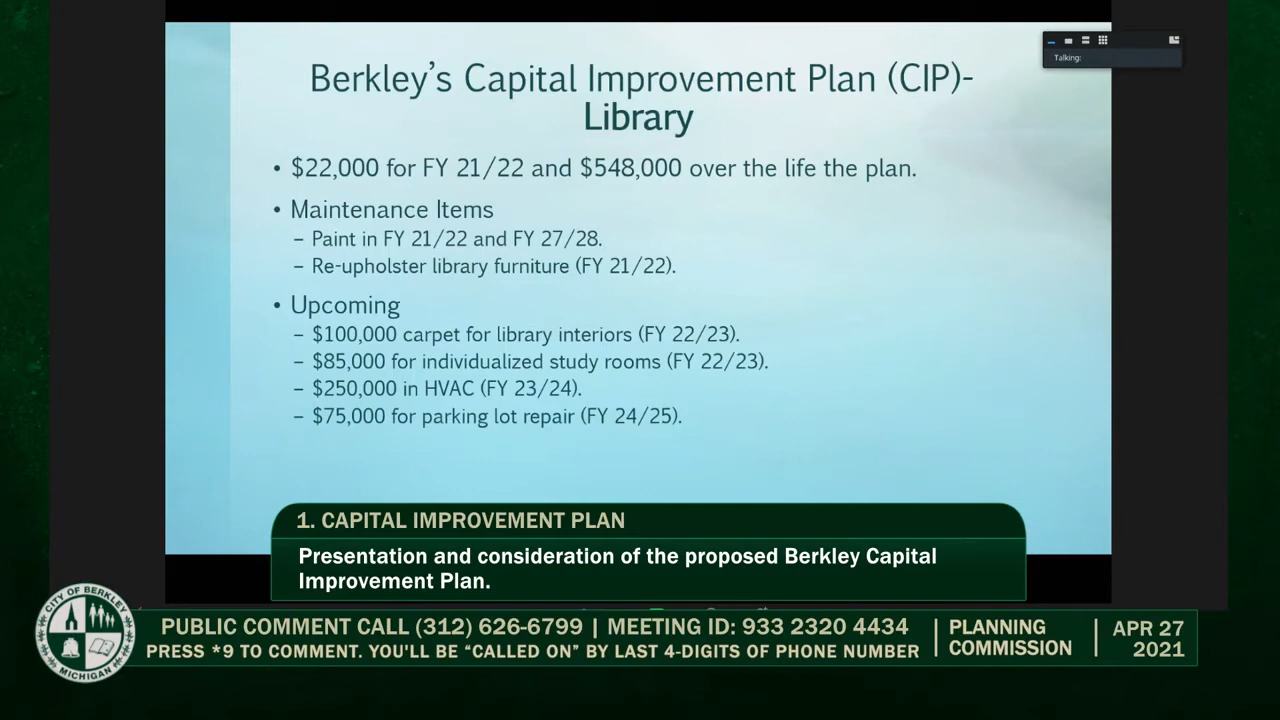 Talking:
Berkley's Capital Improvement Plan (CIP)-
Library
• $22,000 for FY 21/22 and $548,000 over the life the plan.
• Maintenance Items
– Paint in FY 21/22 and FY 27/28.
– Re-upholster library furniture (FY 21/22).
• Upcoming
– $100,000 carpet for library interiors (FY 22/23).
– $85,000 for individualized study rooms (FY 22/23).
– $250,000 in HVAC (FY 23/24).
– $75,000 for parking lot repair (FY 24/25).
1. CAPITAL IMPROVEMENT PLAN
Presentation and consideration of the proposed Berkley Capital
Improvement Plan.
CITY OF BERKLEY
MICHIGAN
PUBLIC COMMENT CALL (312) 626-6799 | MEETING ID: 933 2320 4434
PRESS *9 TO COMMENT. YOU'LL BE “CALLED ON” BY LAST 4-DIGITS OF PHONE NUMBER
PLANNING
COMMISSION
APR 27
2021